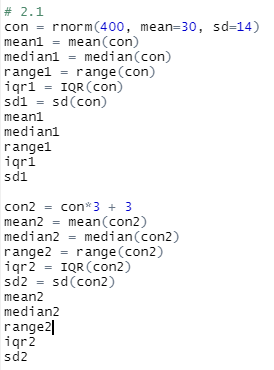 # 2.1
con = rnorm(400, mean=30, sd=14)
mean1 = mean(con)
median1 = median(con)
range1 = range(con)
iqr1 = IQR(con)
sd1 = sd(con)
mean1
median1
range1
iqr1
sd1

con2 = con*3 + 3
mean2 = mean(con2)
median2 = median(con2)
range2 = range(con2)
iqr2 = IQR(con2)
sd2 = sd(con2)
mean2
median2
range2
iqr2
sd2